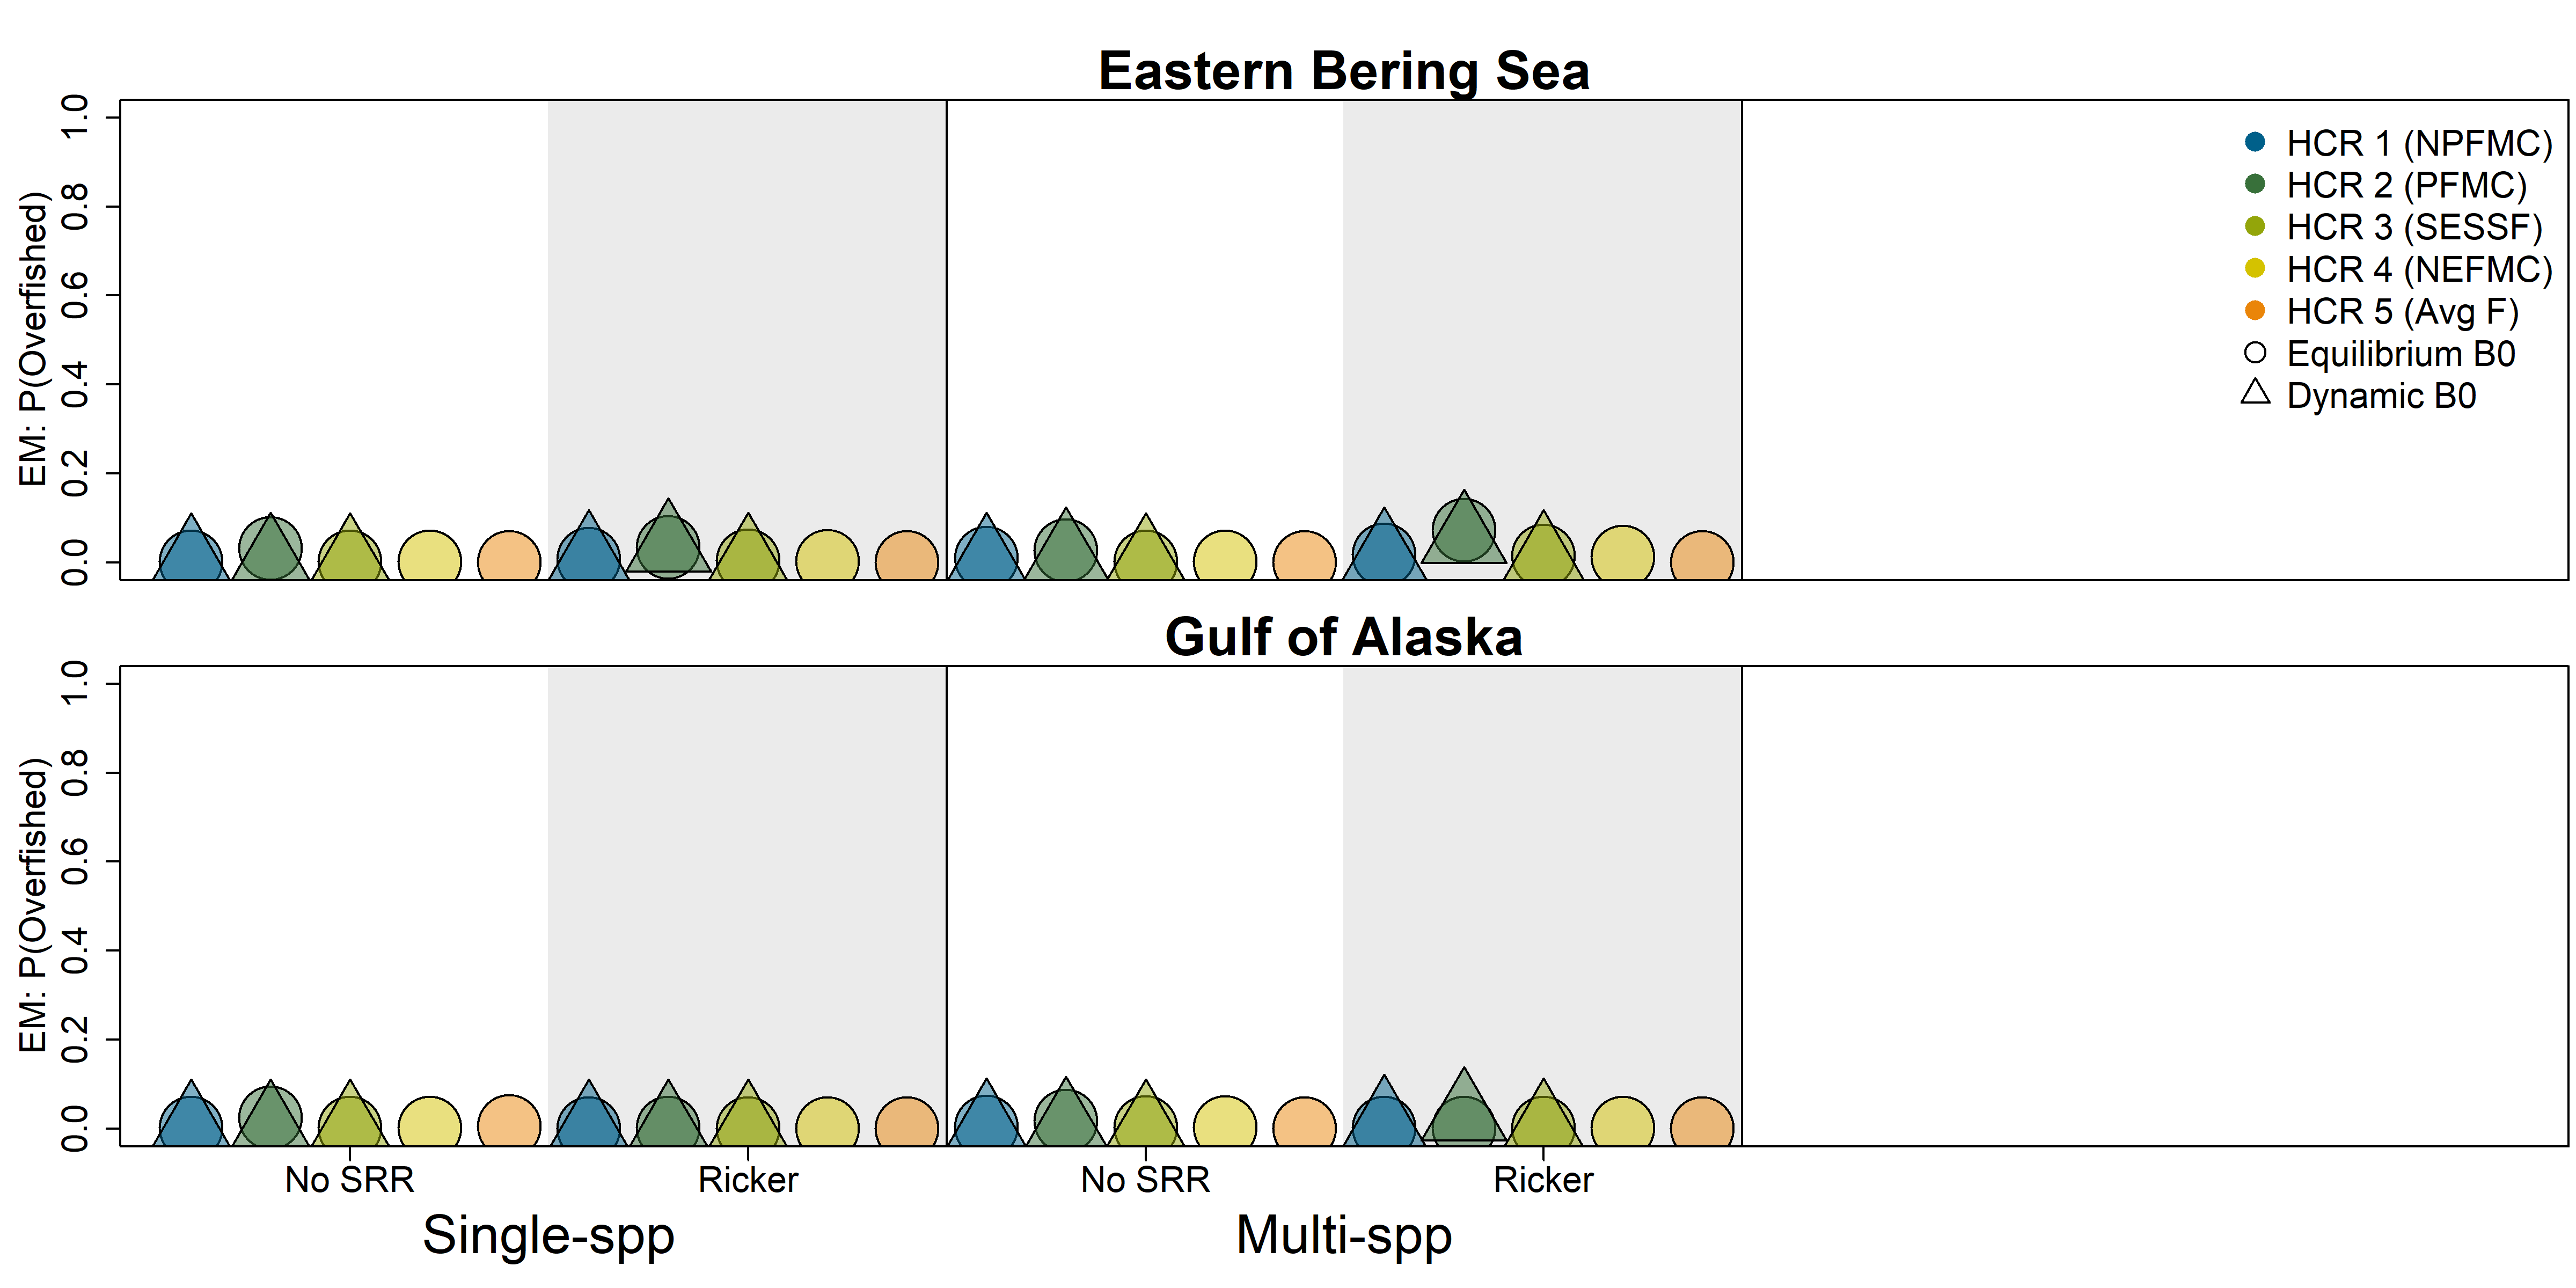 Eastern Bering Sea
EM: P(Overfished)
1.0
0.8
0.6
0.4
0.2
0.0
HCR 1 (NPFMC)
HCR 2 (PFMC)
HCR 3 (SESSF)
HCR 4 (NEFMC)
HCR 5 (Avg F)
Equilibrium B0
Dynamic B0
Gulf of Alaska
EM: P(Overfished)
1.0
0.8
0.6
0.4
0.2
0.0
No SRR Ricker No SRR Ricker
Single-spp Multi-spp